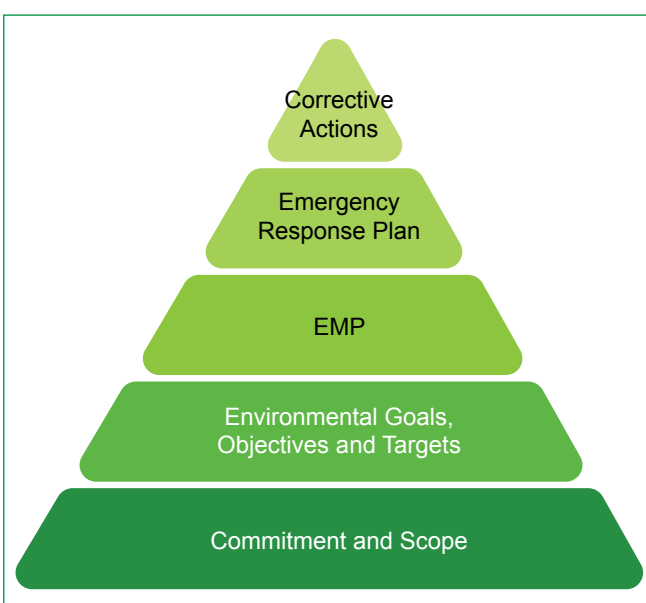 Corrective
Actions
Emergency
Response Plan
EMP
Environmental Goals,
Objectives and Targets
Commitment and Scope